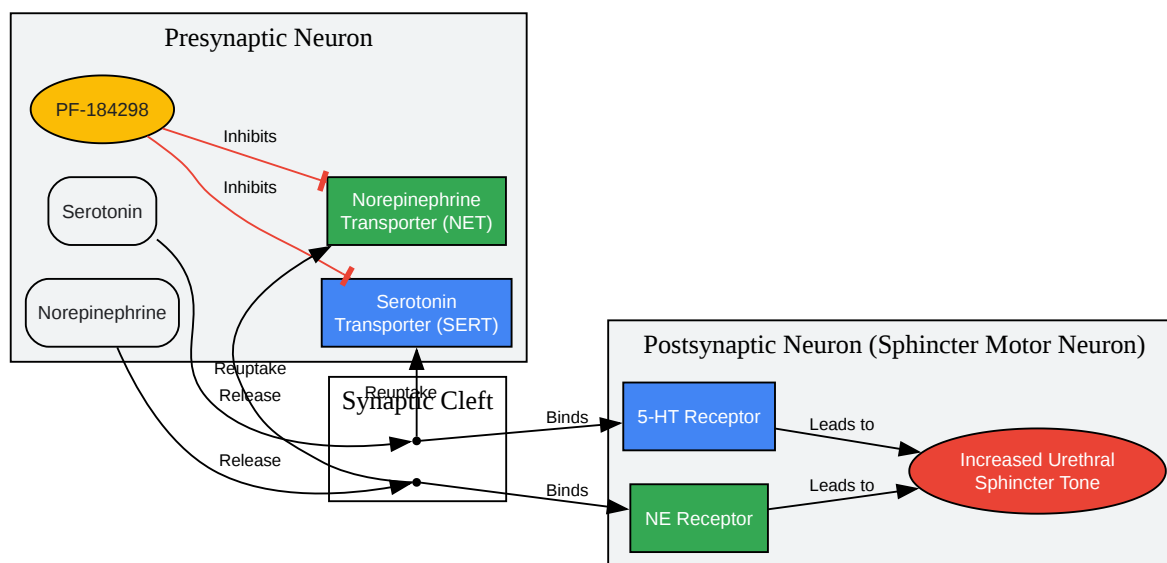 Presynaptic Neuron
PF-184298
Inhibits
Inhibits
Norepinephrine
Transporter (NET)
Serotonin
Norepinephrine
Serotonin
Transporter (SERT)
Reuptake
Release
Reuptake
Synaptic Cleft
Release
Postsynaptic Neuron (Sphincter Motor Neuron)
Binds
5-HT Receptor
Leads to
Increased Urethral
Sphincter Tone
Leads to
Binds
NE Receptor